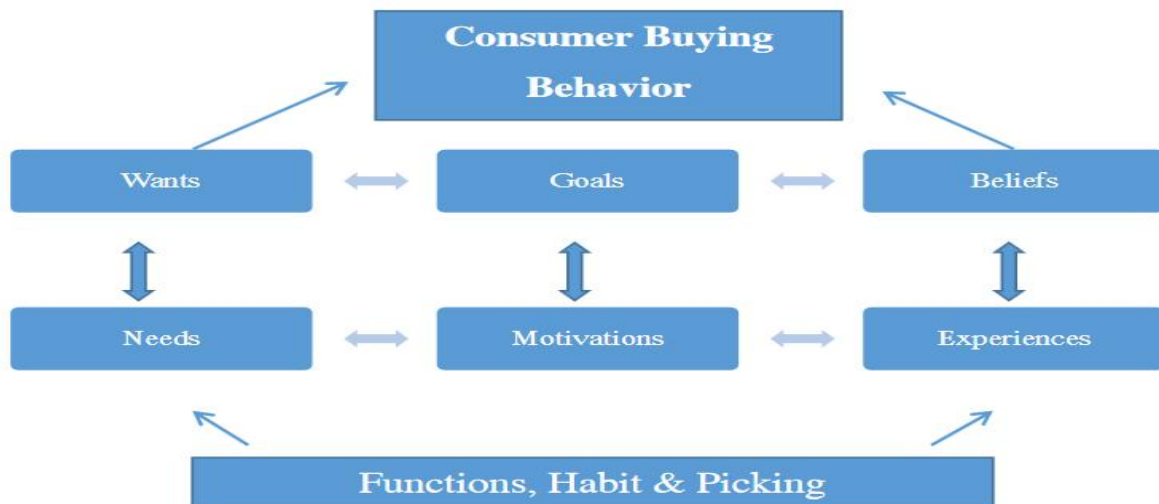 Consumer Buying
Behavior
Wants
Goals
Beliefs
Needs
Motivations
Experiences
Functions, Habit & Picking